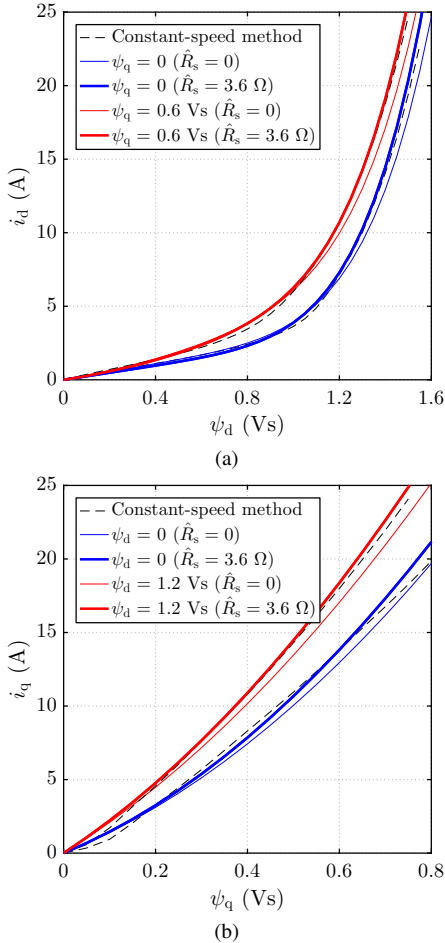 25
20
15
10
5
0
i_d (A)
Constant-speed method
ψ_q = 0 (R̂_s = 0)
ψ_q = 0 (R̂_s = 3.6 Ω)
ψ_q = 0.6 Vs (R̂_s = 0)
ψ_q = 0.6 Vs (R̂_s = 3.6 Ω)
0 0.4 0.8 1.2 1.6
ψ_d (Vs)
(a)
25
20
15
10
5
0
i_q (A)
Constant-speed method
ψ_d = 0 (R̂_s = 0)
ψ_d = 0 (R̂_s = 3.6 Ω)
ψ_d = 1.2 Vs (R̂_s = 0)
ψ_d = 1.2 Vs (R̂_s = 3.6 Ω)
0 0.2 0.4 0.6 0.8
ψ_q (Vs)
(b)